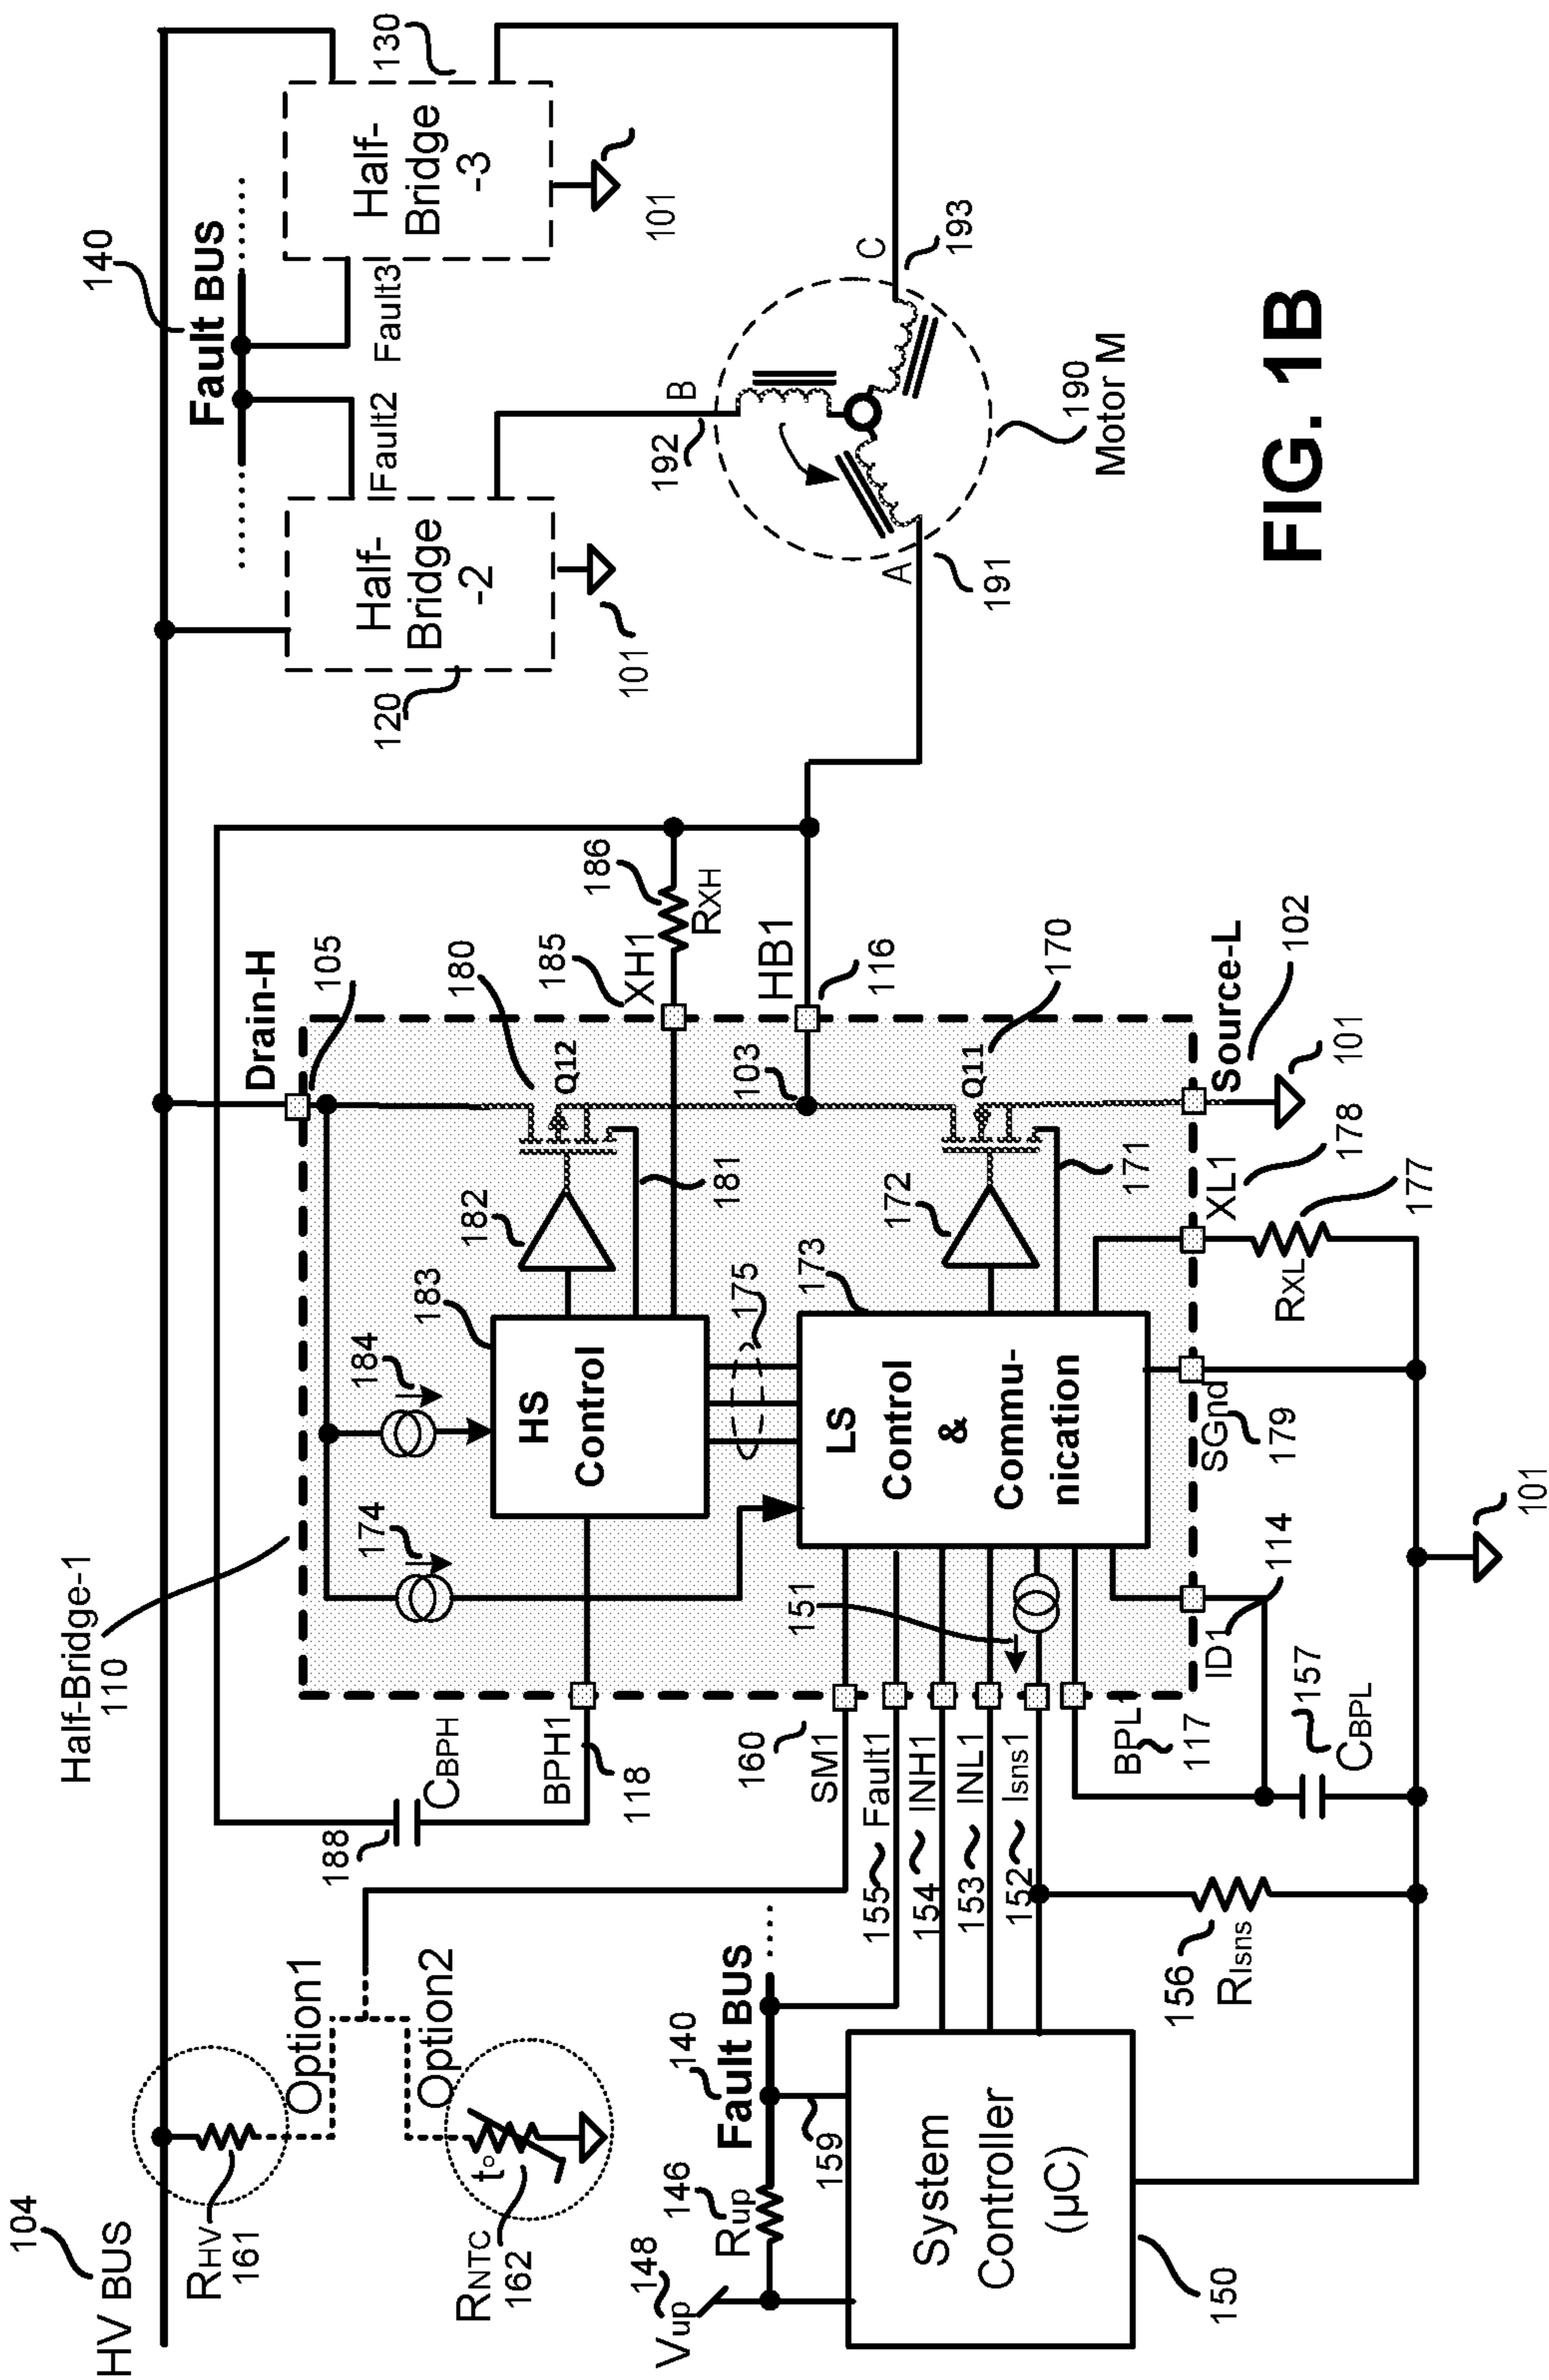 104
HV BUS
RHV
161
Option1
Option2
RNTC
162
t°
188
CBPH
Half-Bridge-1
110
BPH1
118
Vup
148
Rup
146
140
Fault BUS
159
System
Controller
(µC)
150
160
SM1
155
Fault1
154
INH1
153
INL1
152
Isns1
151
156
RIsns
BPL1
117
157
CBPL
ID1
114
SGnd
179
101
174
184
183
HS
Control
175
173
LS
Control
&
Commu-
nication
182
181
172
171
Drain-H
105
180
Q12
185
XH1
186
RXH
HB1
116
103
Q11
170
XL1
178
RXL
177
Source-L
102
101
140
Fault BUS
120
Half-
Bridge
-2
Fault2
101
130
Half-
Bridge
-3
Fault3
101
B
192
A
191
C
193
190
Motor M
FIG. 1B